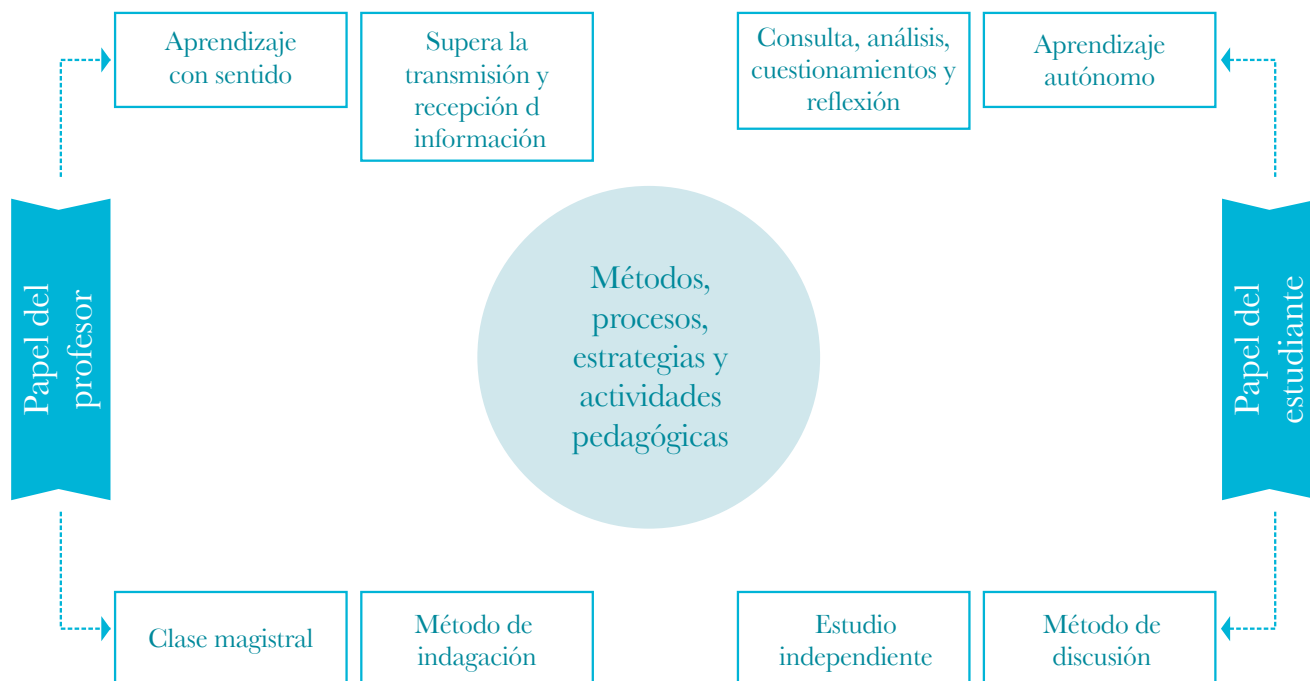 Aprendizaje
con sentido
Supera la
transmisión y
recepción d
información
Consulta, análisis,
cuestionamientos y
reflexión
Aprendizaje
autónomo
Papel del
profesor
Métodos,
procesos,
estrategias y
actividades
pedagógicas
Papel del
estudiante
Clase magistral
Método de
indagación
Estudio
independiente
Método de
discusión